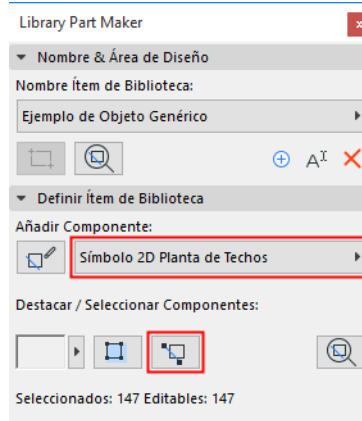 Library Part Maker
Nombre & Área de Diseño
Nombre Ítem de Biblioteca:
Ejemplo de Objeto Genérico
Definir Ítem de Biblioteca
Añadir Componente:
Símbolo 2D Planta de Techos
Destacar / Seleccionar Componentes:
Seleccionados: 147 Editables: 147